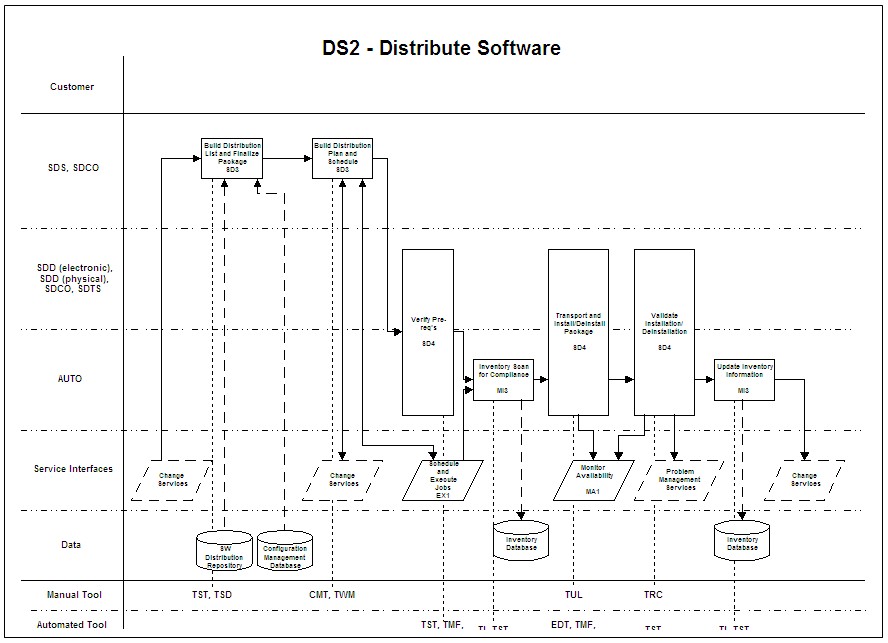 DS2 - Distribute Software
Customer
SDS, SDCO
Build Distribution
List and Finalize
Package
SD3
Build Distribution
Plan and
Schedule
SD3
SDD (electronic),
SDD (physical),
SDCO, SDTS
Verify Pre-
req's
SD4
Transport and
Install/Deinstall
Package
SD4
Validate
Installation/
Deinstallation
SD4
AUTO
Inventory Scan
for Compliance
MI3
Update Inventory
Information
MI3
Service Interfaces
Change
Services
Change
Services
Schedule
and
Execute
Jobs
EX1
Monitor
Availability
MA1
Problem
Management
Services
Change
Services
Data
SW
Distribution
Repository
Configuration
Management
Database
Inventory
Database
Inventory
Database
Manual Tool
TST, TSD
CMT, TWM
TUL
TRC
Automated Tool
TST, TMF,
EDT, TMF,
TST